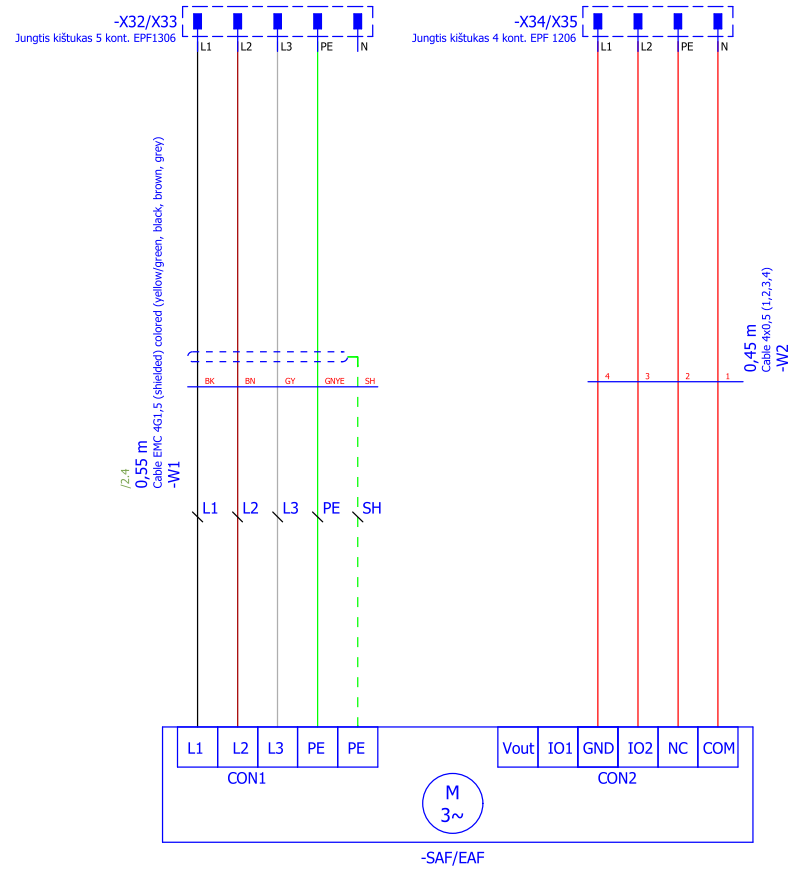 -X32/X33
Jungtis kištukas 5 kont. EPF1306
L1 L2 L3 PE N
-X34/X35
Jungtis kištukas 4 kont. EPF 1206
L1 L2 PE N
/2.4
0,55 m
Cable EMC 4G1,5 (shielded) colored (yellow/green, black, brown, grey)
-W1
BK BN GY GNYE SH
0,45 m
Cable 4x0,5 (1,2,3,4)
-W2
4 3 2 1
L1 L2 L3 PE SH
L1 L2 L3 PE PE
CON1
Vout IO1 GND IO2 NC COM
CON2
M
3~
-SAF/EAF